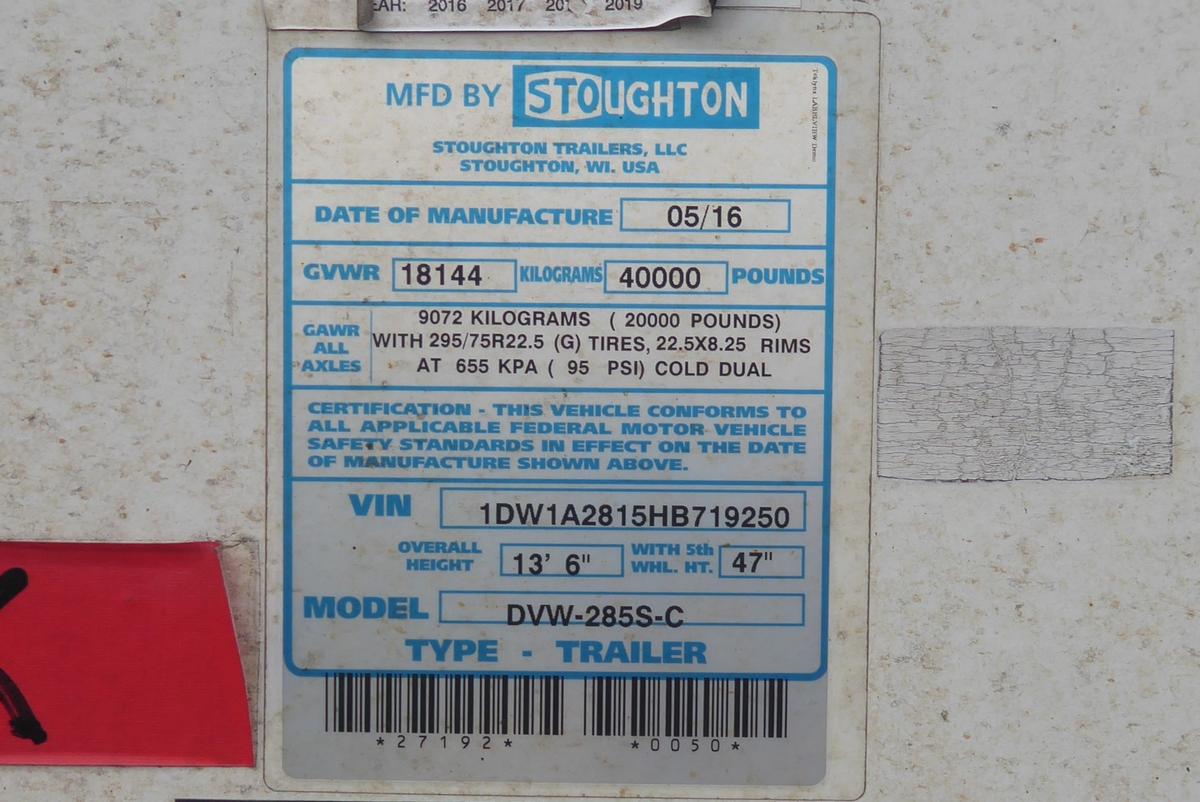 2016 2017 2019
MFD BY STOUGHTON
STOUGHTON TRAILERS, LLC
STOUGHTON, WI. USA
Teklynx LABELVIEW Demo
DATE OF MANUFACTURE 05/16
GVWR 18144 KILOGRAMS 40000 POUNDS
GAWR ALL AXLES
9072 KILOGRAMS ( 20000 POUNDS)
WITH 295/75R22.5 (G) TIRES, 22.5X8.25 RIMS
AT 655 KPA ( 95 PSI) COLD DUAL
CERTIFICATION - THIS VEHICLE CONFORMS TO
ALL APPLICABLE FEDERAL MOTOR VEHICLE
SAFETY STANDARDS IN EFFECT ON THE DATE
OF MANUFACTURE SHOWN ABOVE.
VIN 1DW1A2815HB719250
OVERALL HEIGHT 13' 6" WITH 5th WHL. HT. 47"
MODEL DVW-285S-C
TYPE - TRAILER
*27192* *0050*